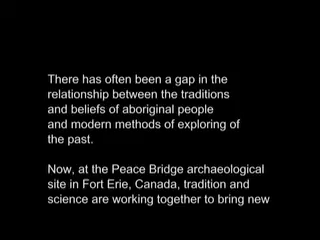 There has often been a gap in the
relationship between the traditions
and beliefs of aboriginal people
and modern methods of exploring of
the past.
Now, at the Peace Bridge archaeological
site in Fort Erie, Canada, tradition and
science are working together to bring new